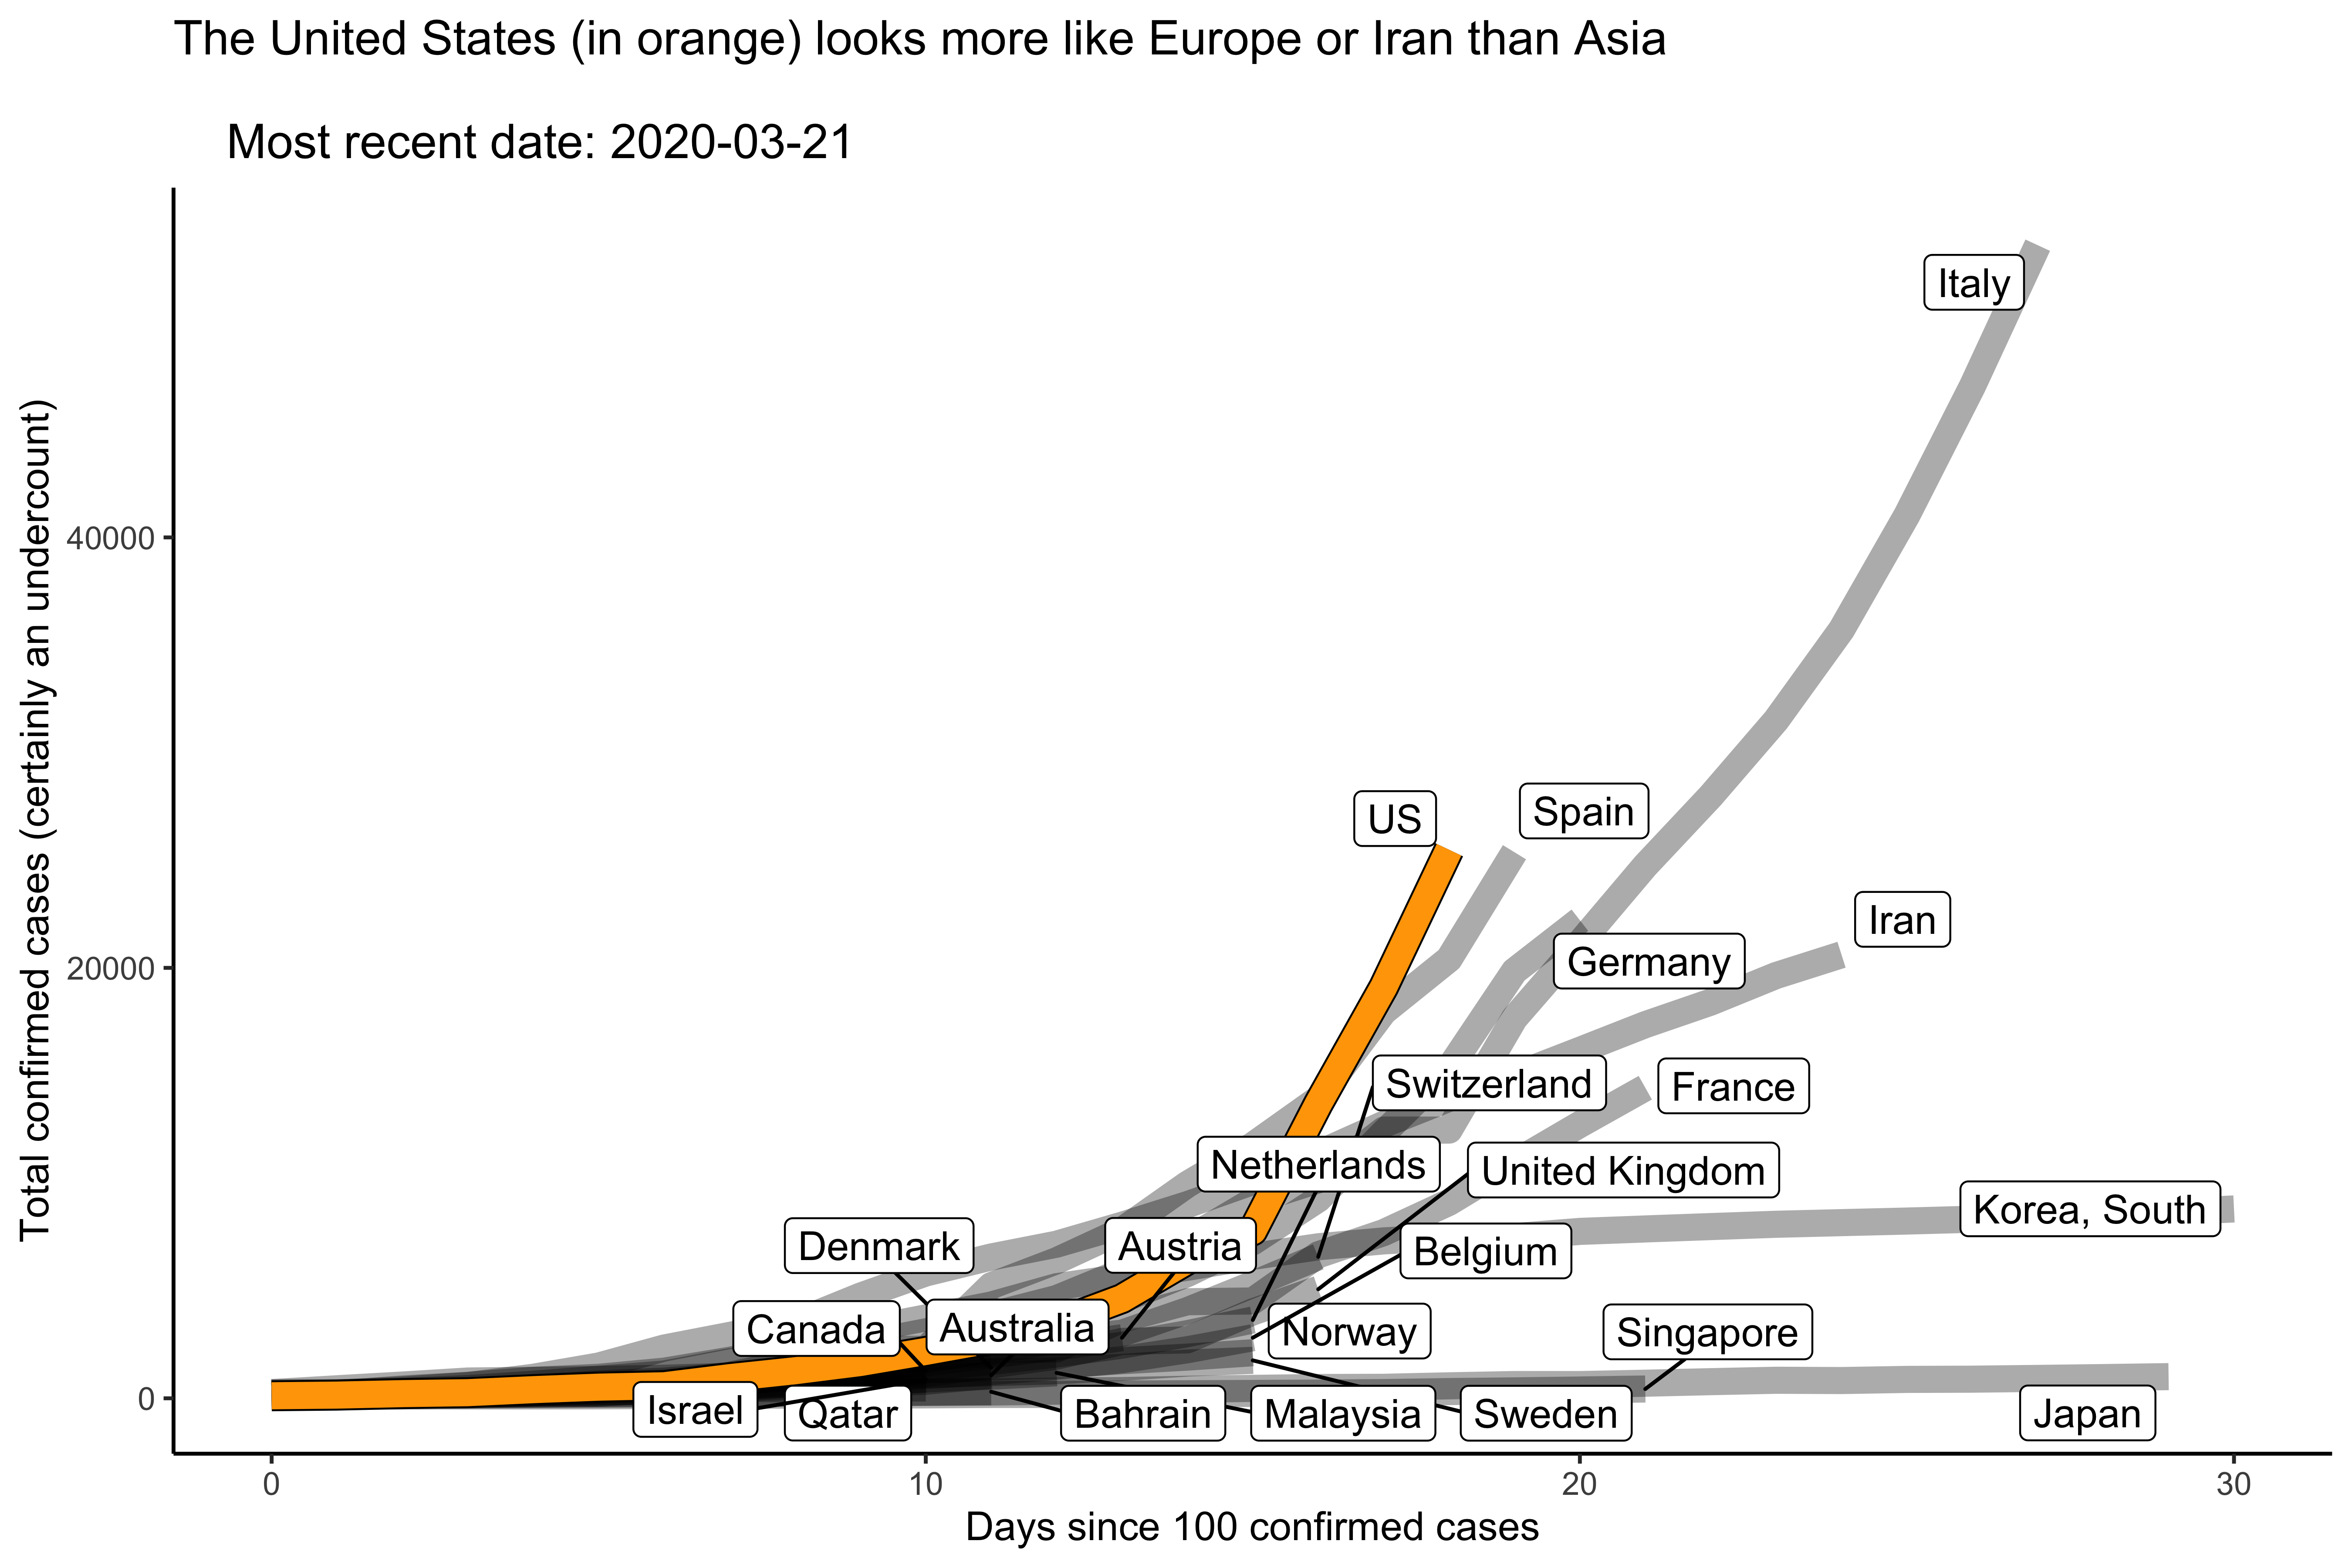 The United States (in orange) looks more like Europe or Iran than Asia
Most recent date: 2020-03-21
Total confirmed cases (certainly an undercount)
40000
20000
0
Italy
US
Spain
Iran
Germany
Switzerland
France
Netherlands
United Kingdom
Korea, South
Denmark
Austria
Belgium
Canada
Australia
Norway
Singapore
Israel
Qatar
Bahrain
Malaysia
Sweden
Japan
0
10
20
30
Days since 100 confirmed cases